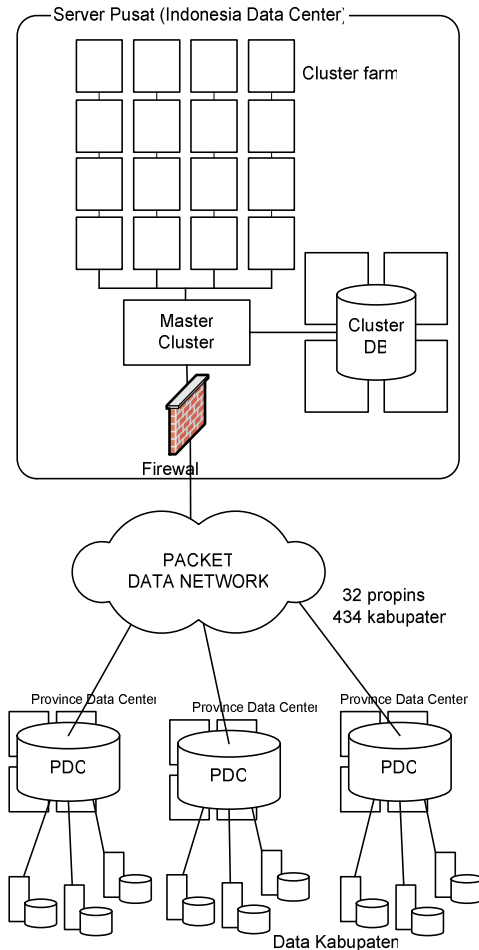 Server Pusat (Indonesia Data Center)
Cluster farm
Master
Cluster
Cluster
DB
Firewal
PACKET
DATA NETWORK
32 propins
434 kabupaten
Province Data Center
Province Data Center
Province Data Center
PDC
PDC
PDC
Data Kabupaten